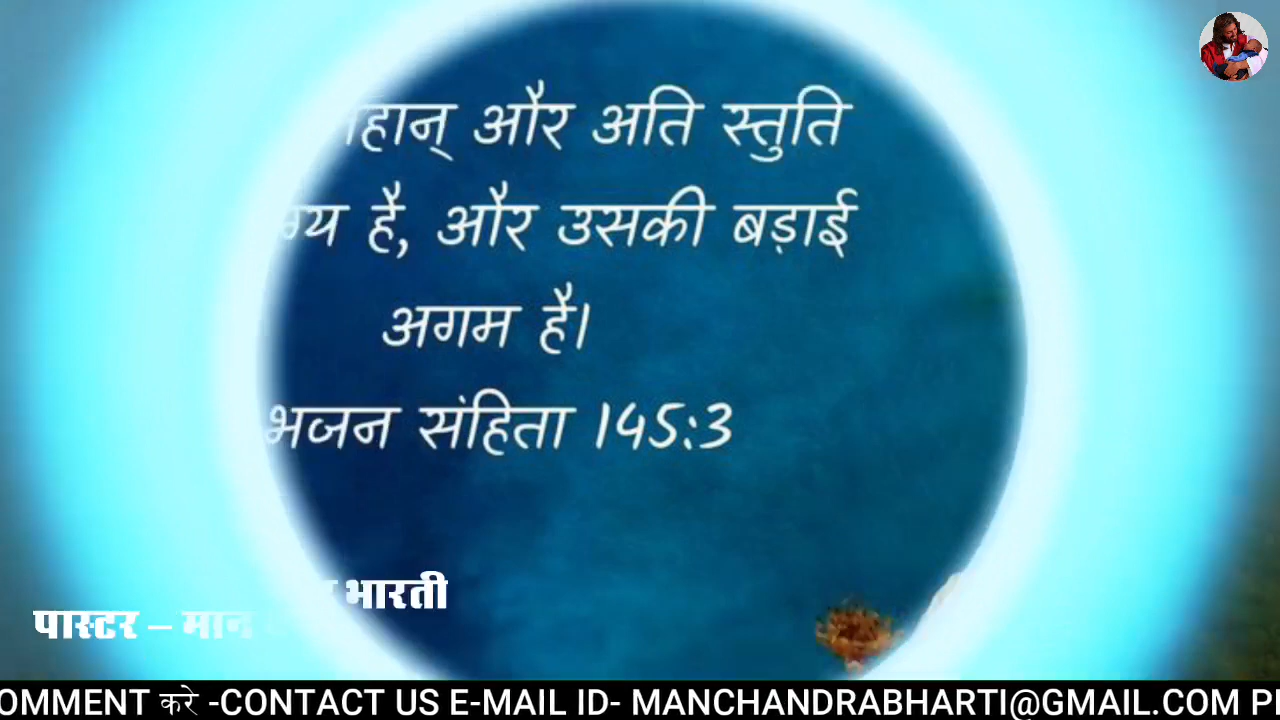 और अति स्तुति
है, और उसकी बड़ाई
अगम है।
भजन संहिता 145:3
भारती
पास्टर – मान
करे -CONTACT US E-MAIL ID- MANCHANDRABHARTI@GMAIL.COM